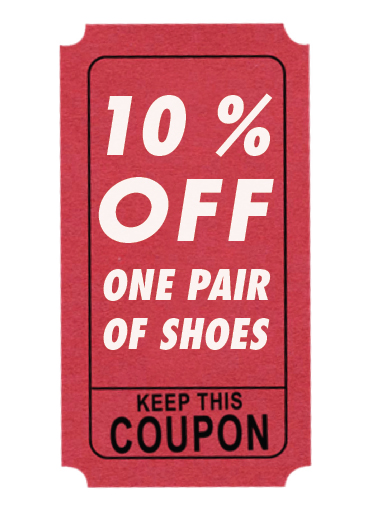 10 %
OFF
ONE PAIR
OF SHOES
KEEP THIS
COUPON